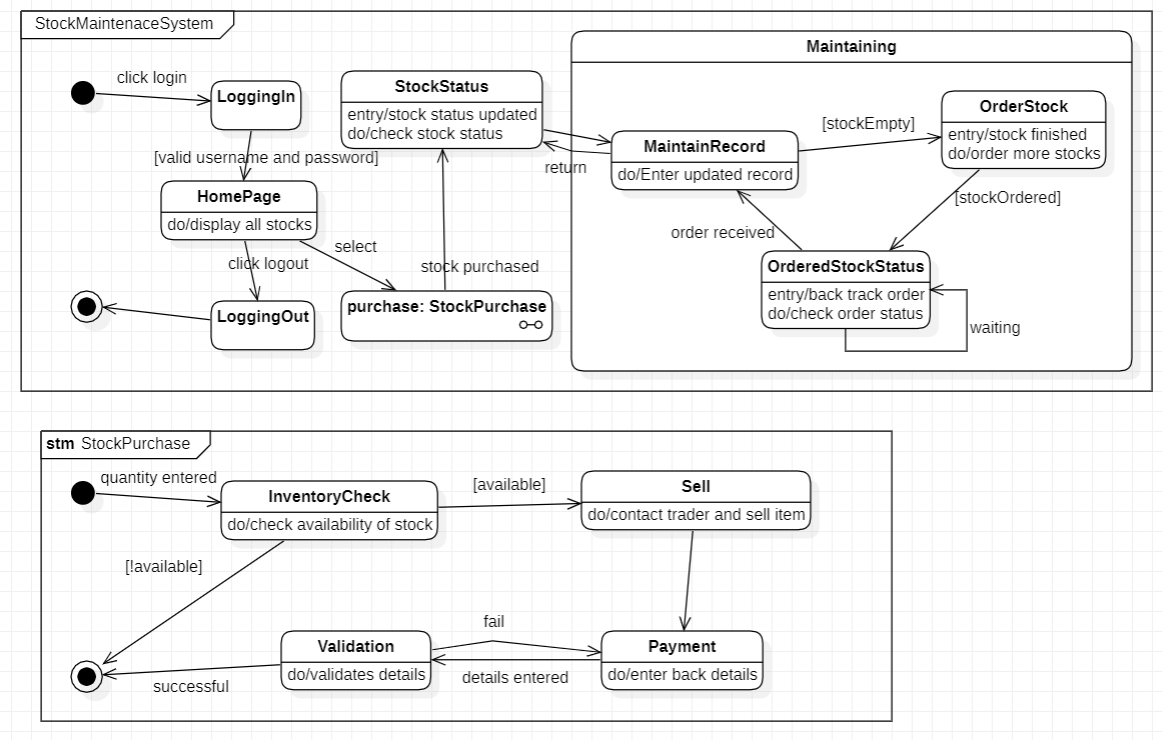 StockMaintenaceSystem
Maintaining
click login
LoggingIn
StockStatus
entry/stock status updated
do/check stock status
OrderStock
entry/stock finished
do/order more stocks
[stockEmpty]
MaintainRecord
do/Enter updated record
[valid username and password]
return
HomePage
do/display all stocks
[stockOrdered]
select
order received
click logout
stock purchased
OrderedStockStatus
entry/back track order
do/check order status
LoggingOut
purchase: StockPurchase
waiting
stm StockPurchase
quantity entered
InventoryCheck
do/check availability of stock
[available]
Sell
do/contact trader and sell item
[!available]
fail
Validation
do/validates details
Payment
do/enter back details
details entered
successful